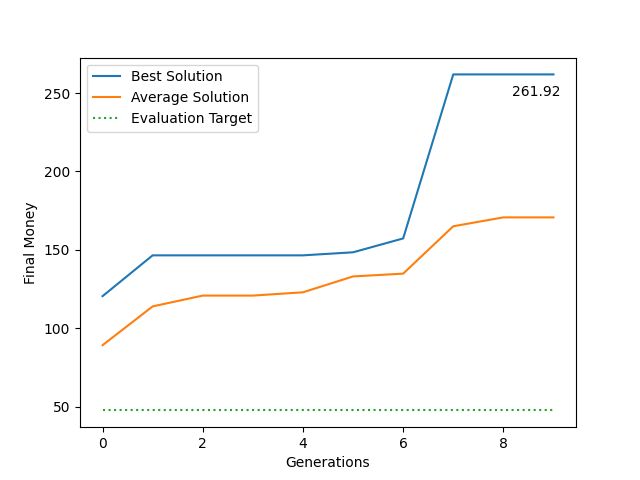 Best Solution
Average Solution
Evaluation Target
261.92
250
200
150
100
50
Final Money
0 2 4 6 8
Generations